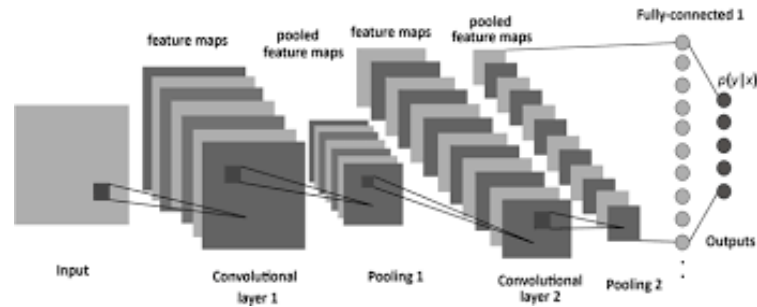 feature maps
pooled
feature maps
feature maps
pooled
feature maps
Fully-connected 1
p(y|x)
Outputs
Input
Convolutional
layer 1
Pooling 1
Convolutional
layer 2
Pooling 2